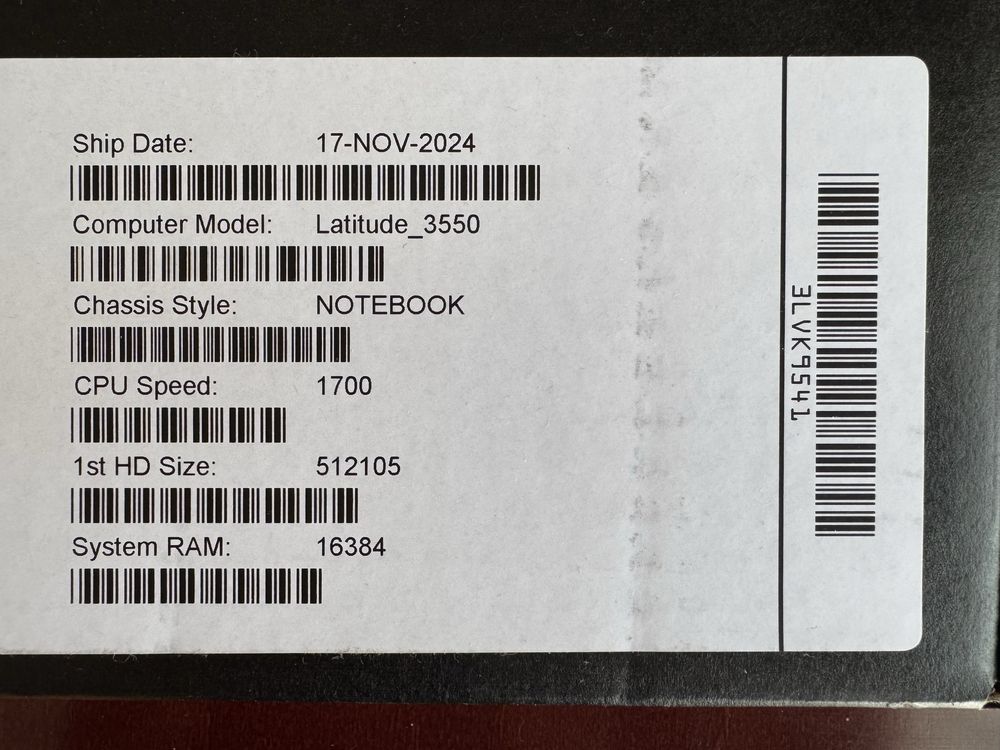 Ship Date: 17-NOV-2024
Computer Model: Latitude_3550
Chassis Style: NOTEBOOK
CPU Speed: 1700
1st HD Size: 512105
System RAM: 16384
3LVK9541